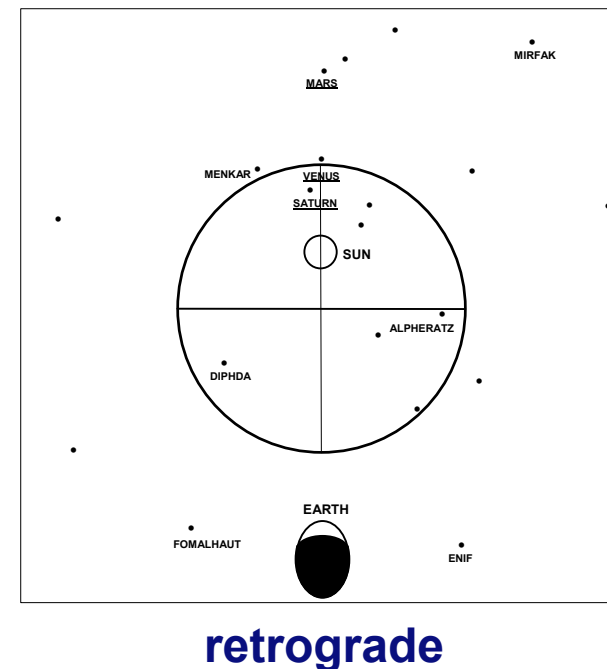 MIRFAK
MARS
MENKAR
VENUS
SATURN
SUN
ALPHERATZ
DIPHDA
EARTH
FOMALHAUT
ENIF
retrograde